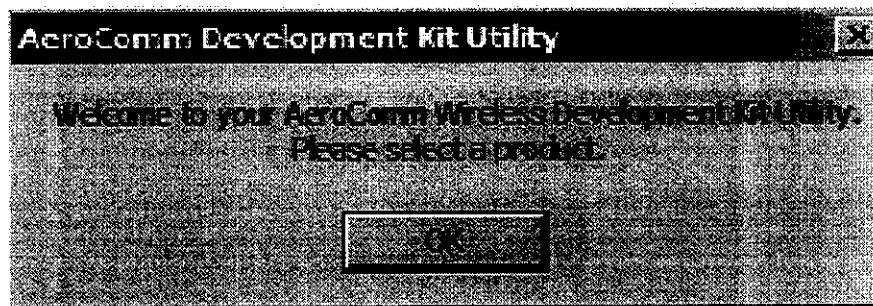 AeroComm Development Kit Utility
Welcome to your AeroComm Wireless Development Kit Utility.
Please select a product.
OK